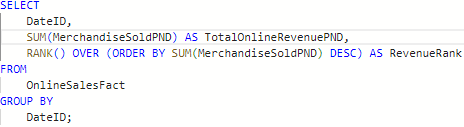 SELECT
DateID,
SUM(MerchandiseSoldPND) AS TotalOnlineRevenuePND,
RANK() OVER (ORDER BY SUM(MerchandiseSoldPND) DESC) AS RevenueRank
FROM
OnlineSalesFact
GROUP BY
DateID;